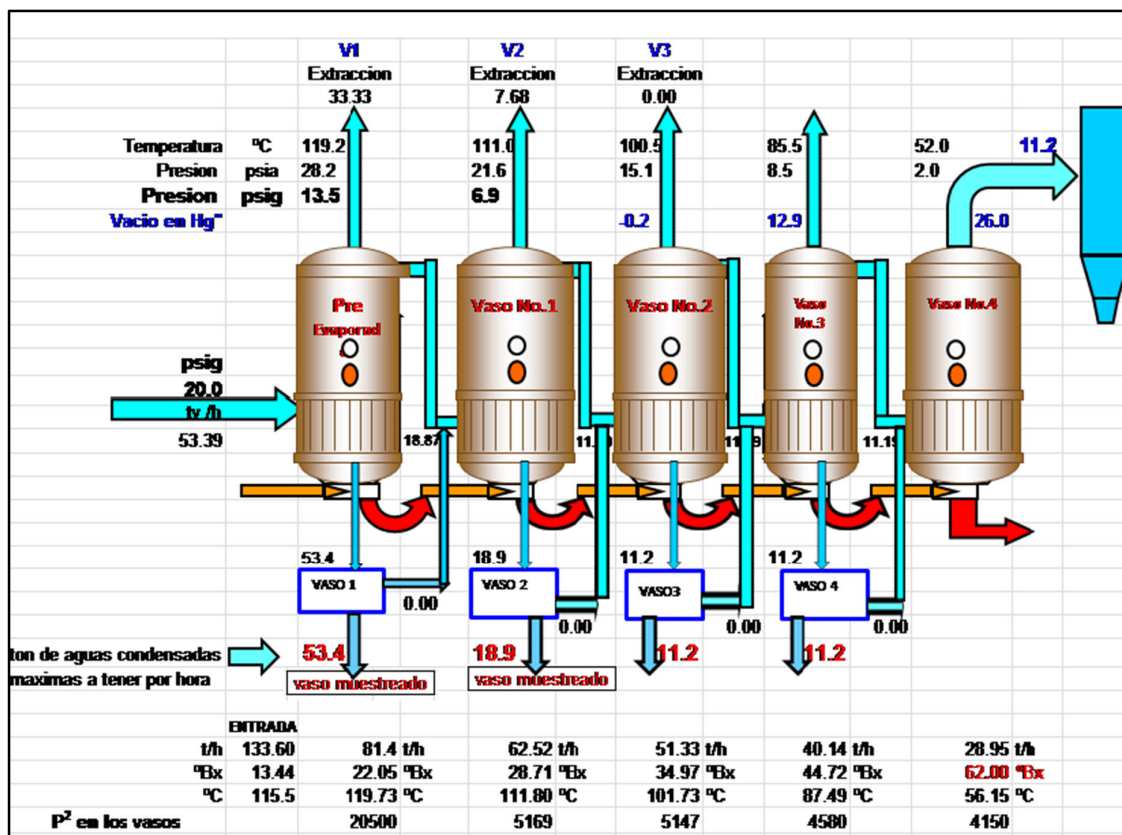 V1 V2 V3
Extraccion Extraccion Extraccion
33.33 7.68 0.00
Temperatura ºC 119.2 111.0 100.5 85.5 52.0 11.2
Presion psia 28.2 21.6 15.1 8.5 2.0
Presion psig 13.5 6.9
Vacio en Hg" -0.2 12.9 26.0
Pre Vaso No.1 Vaso No.2 Vaso Vaso No.4
Evaporad No.3
psig
20.0
tv /h
53.39 18.87 11.19
53.4 18.9 11.2 11.2
VASO 1 VASO 2 VASO3 VASO 4
0.00 0.00 0.00 0.00
ton de aguas condensadas 53.4 18.9 11.2 11.2
maximas a tener por hora vaso muestreado vaso muestreado
ENTRADA
t/h 133.60 81.4 t/h 62.52 t/h 51.33 t/h 40.14 t/h 28.95 t/h
ºBx 13.44 22.05 ºBx 28.71 ºBx 34.97 ºBx 44.72 ºBx 62.00 ºBx
ºC 115.5 119.73 ºC 111.80 ºC 101.73 ºC 87.49 ºC 56.15 ºC
P² en los vasos 20500 5169 5147 4580 4150